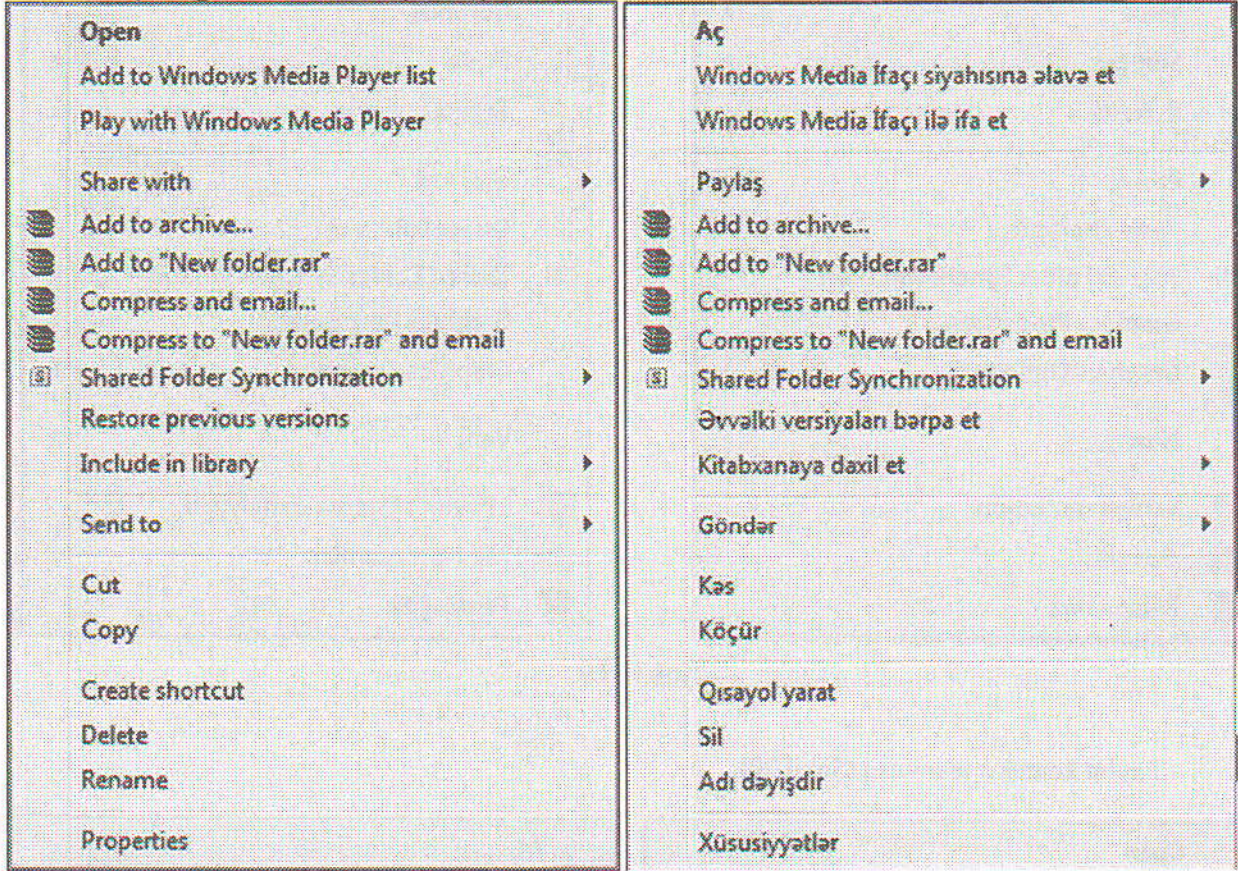 Open
Add to Windows Media Player list
Play with Windows Media Player
Share with
Add to archive...
Add to "New folder.rar"
Compress and email...
Compress to "New folder.rar" and email
Shared Folder Synchronization
Restore previous versions
Include in library
Send to
Cut
Copy
Create shortcut
Delete
Rename
Properties
Aç
Windows Media İfaçı siyahısına əlavə et
Windows Media İfaçı ilə ifa et
Paylaş
Add to archive...
Add to "New folder.rar"
Compress and email...
Compress to "New folder.rar" and email
Shared Folder Synchronization
Əvvəlki versiyaları bərpa et
Kitabxanaya daxil et
Göndər
Kəs
Köçür
Qısayol yarat
Sil
Adı dəyişdir
Xüsusiyyətlər